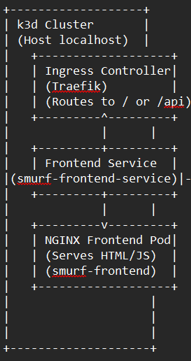 k3d Cluster
(Host localhost)
Ingress Controller
(Traefik)
(Routes to / or /api)
Frontend Service
(smurf-frontend-service)
NGINX Frontend Pod
(Serves HTML/JS)
(smurf-frontend)